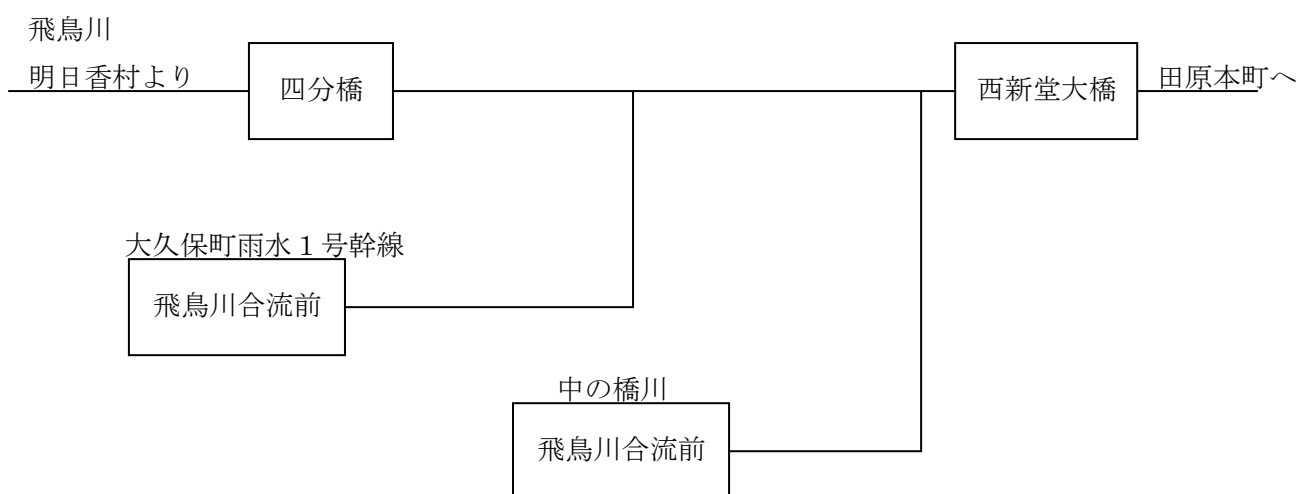 飛鳥川
明日香村より
四分橋
西新堂大橋
田原本町へ
大久保町雨水１号幹線
飛鳥川合流前
中の橋川
飛鳥川合流前